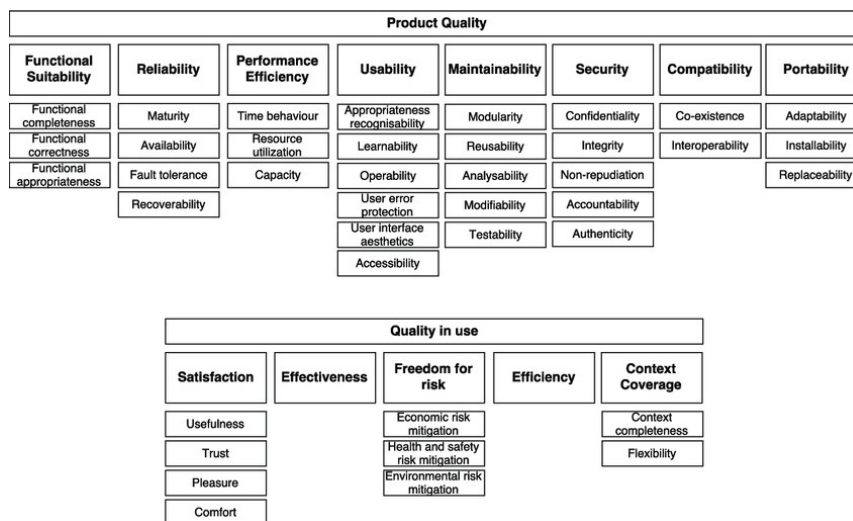 Product Quality
Functional
Suitability
Reliability
Performance
Efficiency
Usability
Maintainability
Security
Compatibility
Portability
Functional
completeness
Functional
correctness
Functional
appropriateness
Maturity
Availability
Fault tolerance
Recoverability
Time behaviour
Resource
utilization
Capacity
Appropriateness
recognisability
Learnability
Operability
User error
protection
User interface
aesthetics
Accessibility
Modularity
Reusability
Analysability
Modifiability
Testability
Confidentiality
Integrity
Non-repudiation
Accountability
Authenticity
Co-existence
Interoperability
Adaptability
Installability
Replaceability
Quality in use
Satisfaction
Effectiveness
Freedom for
risk
Efficiency
Context
Coverage
Usefulness
Trust
Pleasure
Comfort
Economic risk
mitigation
Health and safety
risk mitigation
Environmental risk
mitigation
Context
completeness
Flexibility